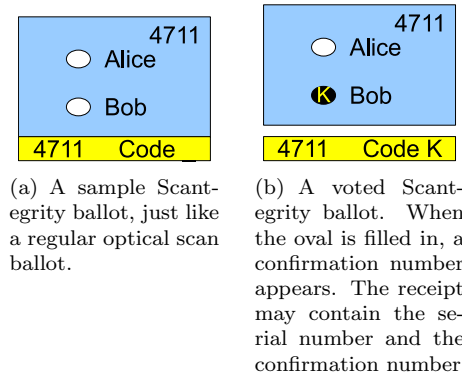 4711
Alice
Bob
4711 Code _
(a) A sample Scant-
egrity ballot, just like
a regular optical scan
ballot.
4711
Alice
K Bob
4711 Code K
(b) A voted Scant-
egrity ballot. When
the oval is filled in, a
confirmation number
appears. The receipt
may contain the se-
rial number and the
confirmation number